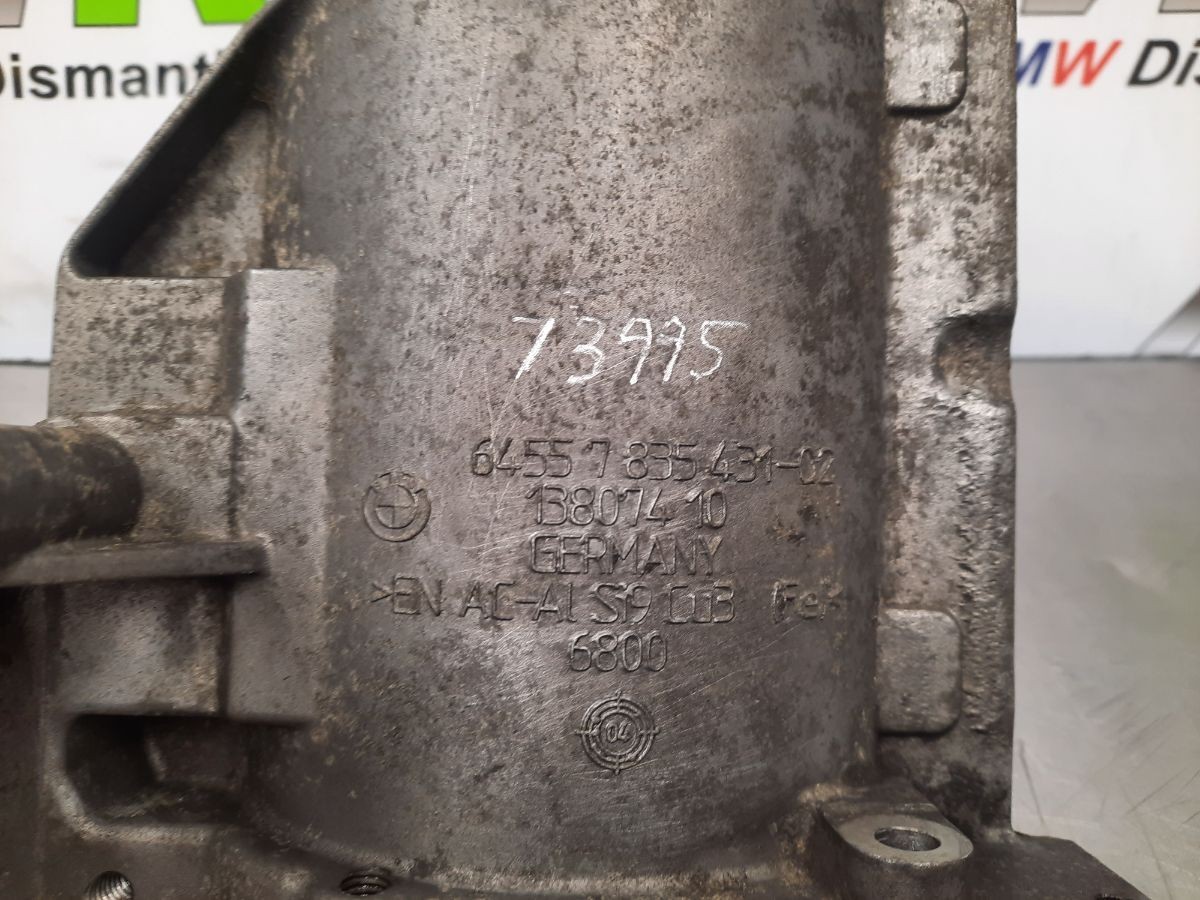 Dismant
MW Dis
73995
6455 7 835 431-02
138074 10
GERMANY
>EN AC-Al Si9 Cu3 (Fe)<
6800
04